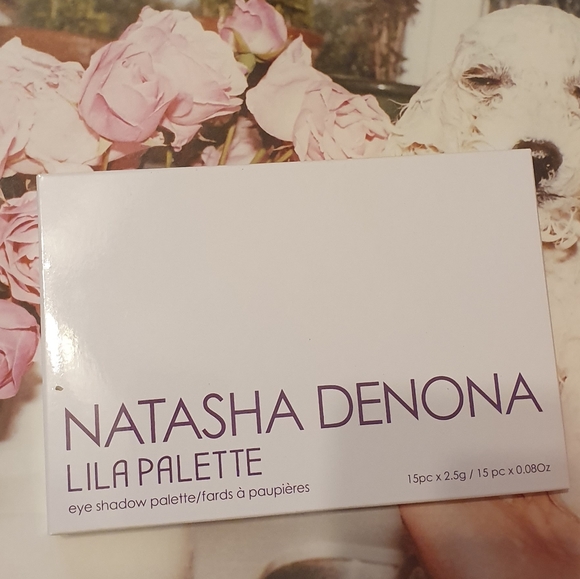 NATASHA DENONA
LILA PALETTE
eye shadow palette/fards à paupières
15pc x 2.5g / 15 pc x 0.08Oz